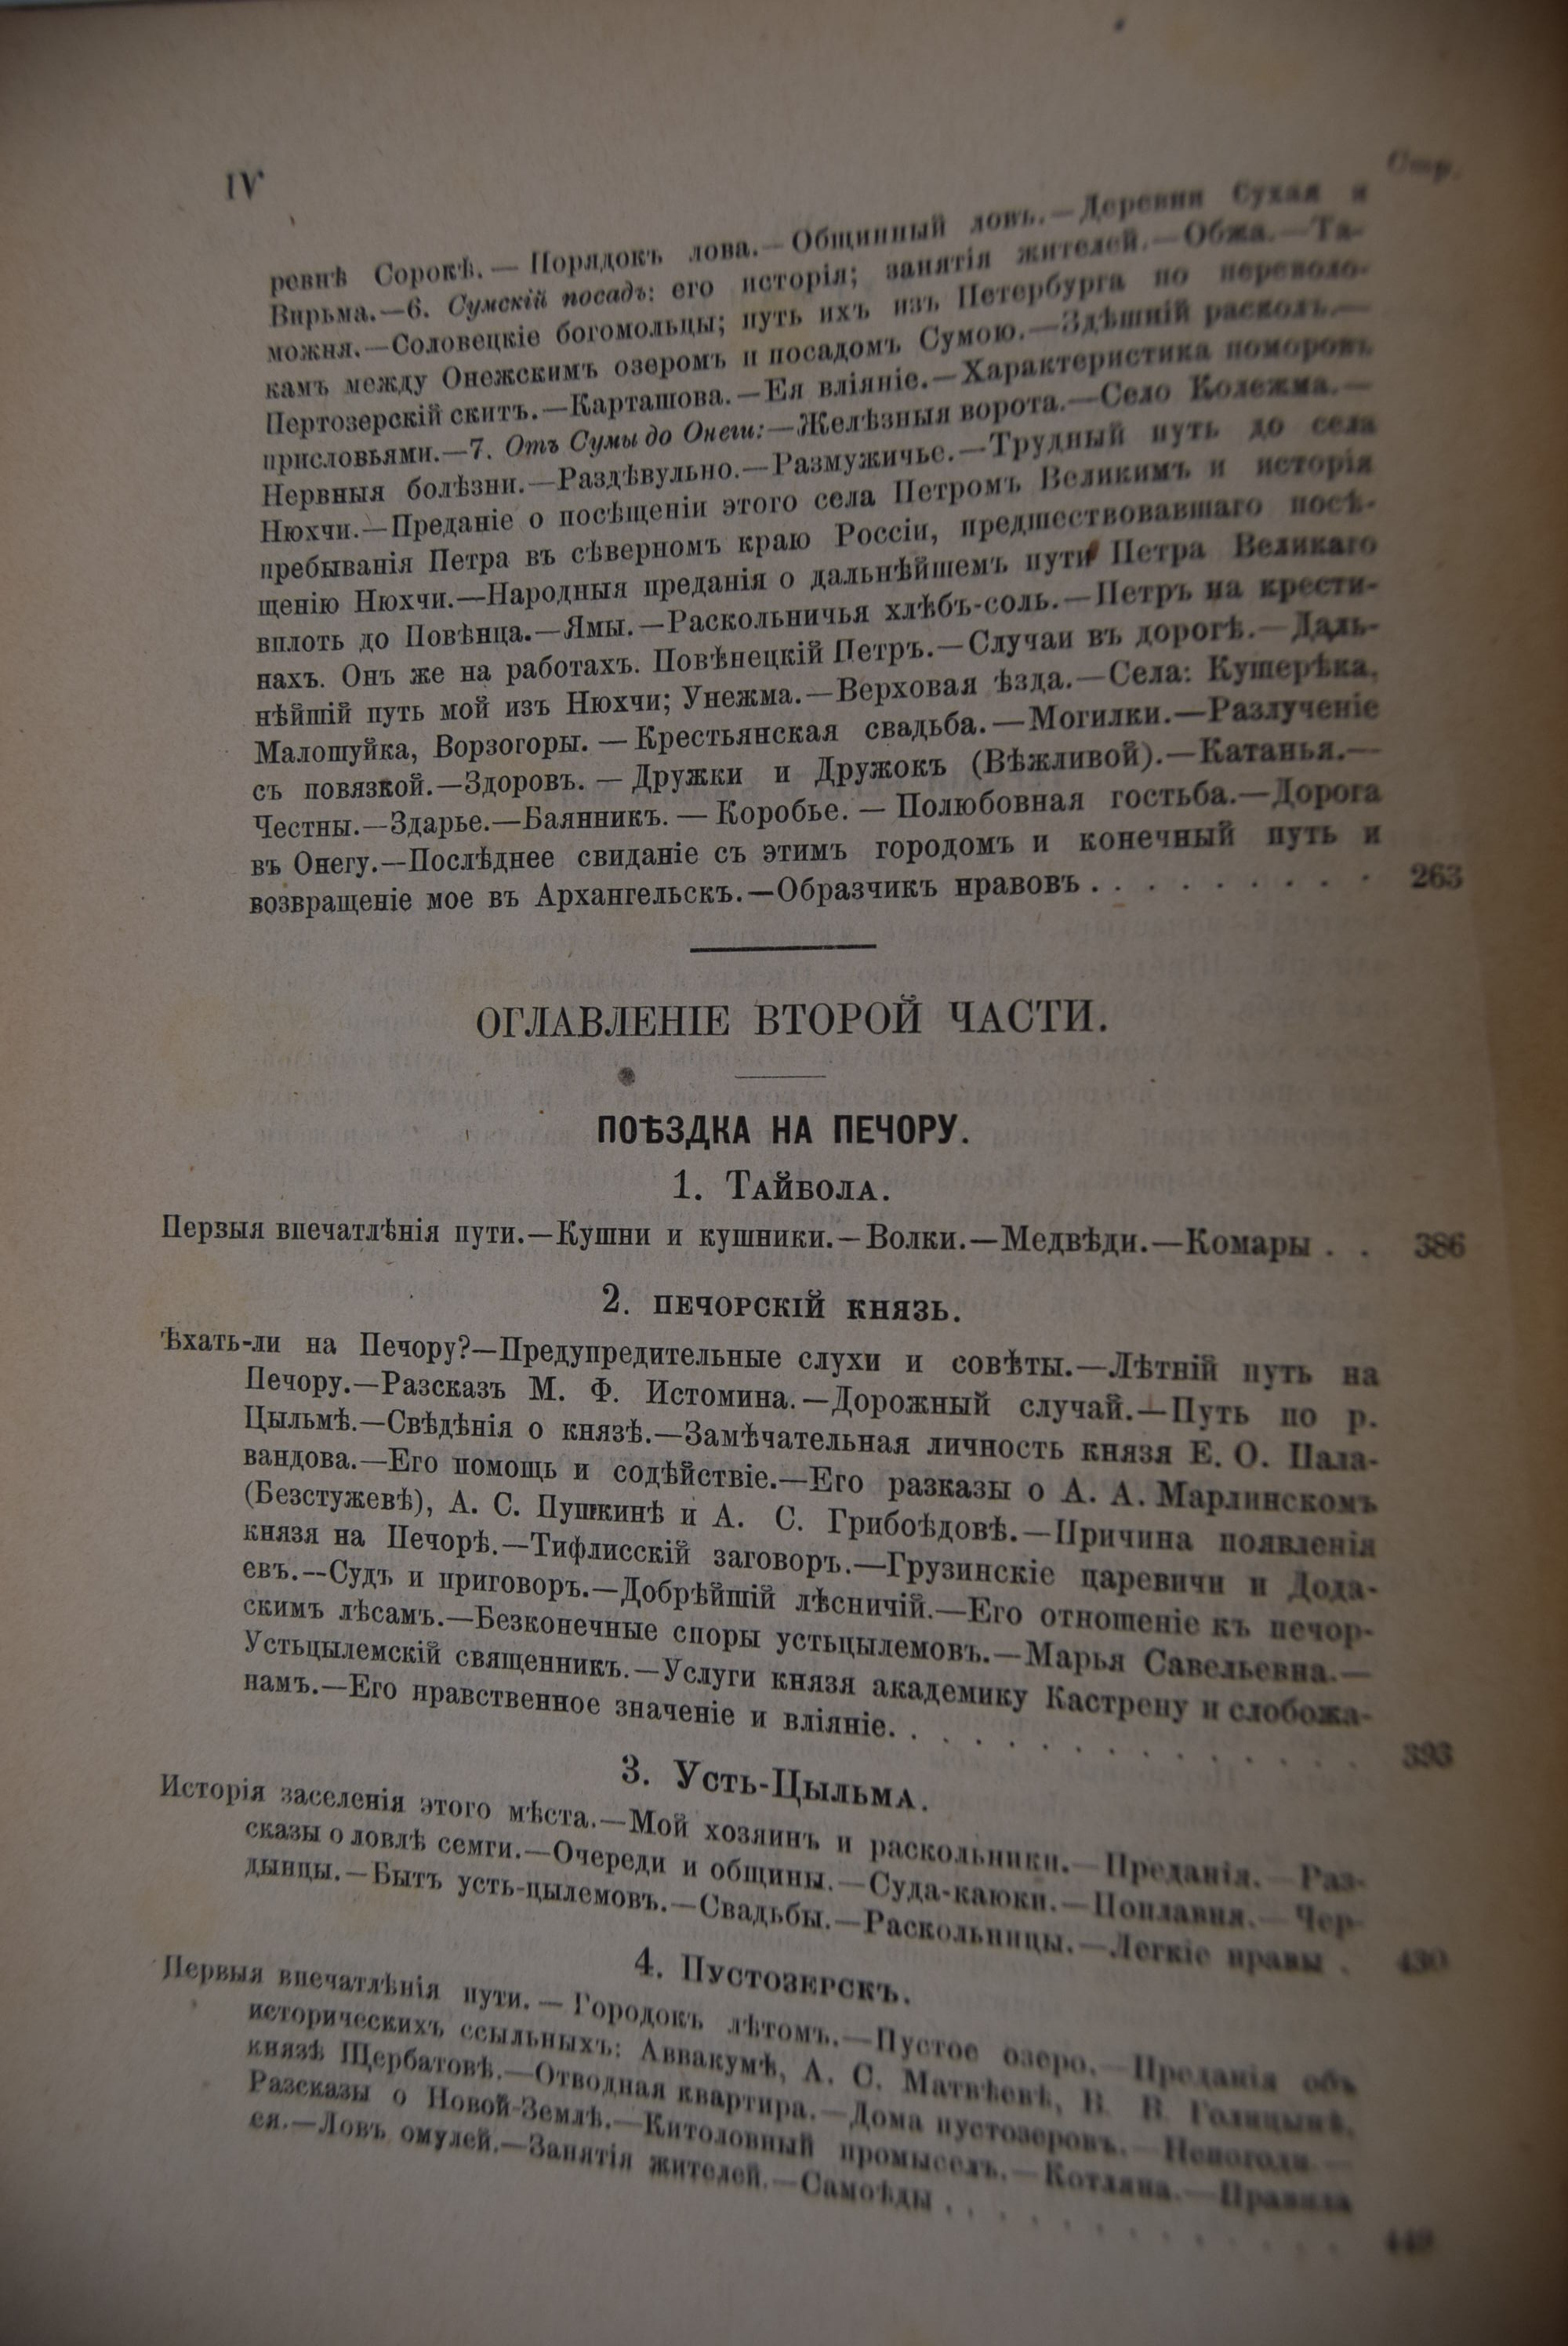 IV
Стр.
ревнѣ Сорокѣ.— Порядокъ лова.—Общинный ловъ.—Деревни Сухая и
Вирьма.—6. Сумскій посадъ: его исторія; занятія жителей.—Обжа.—Та-
можня.—Соловецкіе богомольцы; путь ихъ изъ Петербурга по переволо-
камъ между Онежскимъ озеромъ и посадомъ Сумою.—Здѣшній расколъ.—
Пертозерскій скитъ.—Карташова.—Ея вліяніе.—Характеристика поморовъ
присловьями.—7. Отъ Сумы до Онеги:—Желѣзныя ворота.—Село Колежма.—
Нервныя болѣзни.—Раздѣвульно.—Размужичье.—Трудный путь до села
Нюхчи.—Преданіе о посѣщеніи этого села Петромъ Великимъ и исторія
пребыванія Петра въ сѣверномъ краю Россіи, предшествовавшаго посѣ-
щенію Нюхчи.—Народныя преданія о дальнѣйшемъ пути Петра Великаго
вплоть до Повѣнца.—Ямы.—Раскольничья хлѣбъ-соль.—Петръ на крести-
нахъ. Онъ же на работахъ. Повѣнецкій Петръ.—Случаи въ дорогѣ.—Даль-
нѣйшій путь мой изъ Нюхчи; Унежма.—Верховая ѣзда.—Села: Кушерѣка,
Малошуйка, Ворзогоры. — Крестьянская свадьба.—Могилки.—Разлученіе
съ повязкой.—Здоровъ. — Дружки и Дружокъ (Вѣжливой).—Катанья.—
Честны.—Здарье.—Баянникъ. — Коробье. — Полюбовная гостьба.—Дорога
въ Онегу.—Послѣднее свиданіе съ этимъ городомъ и конечный путь и
возвращеніе мое въ Архангельскъ.—Образчикъ нравовъ . . . . . . . . . 263
ОГЛАВЛЕНІЕ ВТОРОЙ ЧАСТИ.
ПОѢЗДКА НА ПЕЧОРУ.
1. Тайбола.
Перзыя впечатлѣнія пути.—Кушни и кушники.—Волки.—Медвѣди.—Комары . . 386
2. печорскій князь.
Ѣхать-ли на Печору?—Предупредительные слухи и совѣты.—Лѣтній путь на
Печору.—Разсказъ М. Ф. Истомина.—Дорожный случай.—Путь по р.
Цыльмѣ.—Свѣдѣнія о князѣ.—Замѣчательная личность князя Е. О. Пала-
вандова.—Его помощь и содѣйствіе.—Его разказы о А. А. Марлинскомъ
(Безстужевѣ), А. С. Пушкинѣ и А. С. Грибоѣдовѣ.—Причина появленія
князя на Печорѣ.—Тифлисскій заговоръ.—Грузинскіе царевичи и Дода-
евъ.--Судъ и приговоръ.—Добрѣйшій лѣсничій.—Его отношеніе къ печор-
скимъ лѣсамъ.—Безконечные споры устьцылемовъ.—Марья Савельевна.—
Устьцылемскій священникъ.—Услуги князя академику Кастрену и слобожа-
намъ.—Его нравственное значеніе и вліяніе. . . . . . . . . . . . . . . 393
3. Усть-Цыльма.
Исторія заселенія этого мѣста.—Мой хозяинъ и раскольники.—Преданія.—Раз-
сказы о ловлѣ семги.—Очереди и общины.—Суда-каюки.—Поплавня.—Чер-
дынцы.—Бытъ усть-цылемовъ.—Свадьбы.—Раскольницы.—Легкіе нравы . 430
4. Пустозерскъ.
Первыя впечатлѣнія пути. — Городокъ лѣтомъ.—Пустое озеро.—Преданія объ
историческихъ ссыльныхъ: Аввакумѣ, А. С. Матвѣевѣ, В. В. Голицынѣ,
князѣ Щербатовѣ.—Отводная квартира.—Дома пустозеровъ.—Непогоди.—
Разсказы о Новой-Землѣ.—Китоловный промыселъ.—Котляна.—Правила
ея.—Ловъ омулей.—Занятія жителей.—Самоѣды . . . . . . . . . . . .